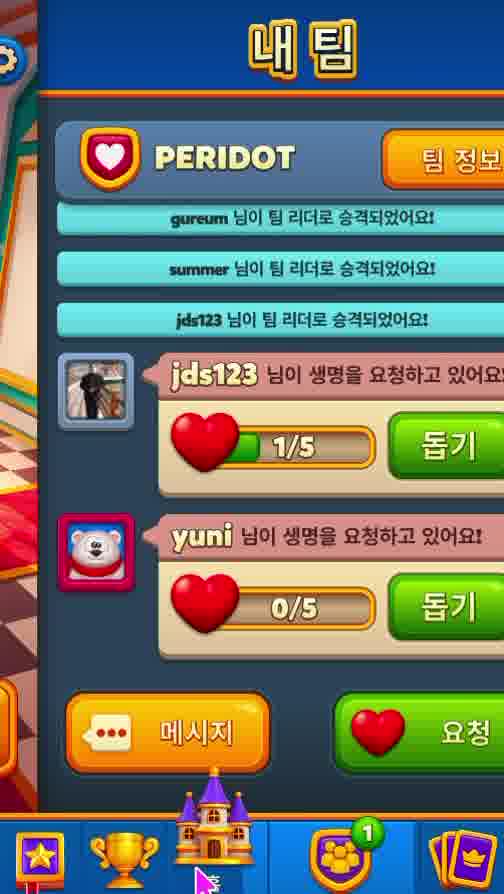 내 팀
PERIDOT
팀 정보
gureum 님이 팀 리더로 승격되었어요!
summer 님이 팀 리더로 승격되었어요!
jds123 님이 팀 리더로 승격되었어요!
jds123 님이 생명을 요청하고 있어요!
1/5
돕기
yuni 님이 생명을 요청하고 있어요!
0/5
돕기
메시지
요청
1